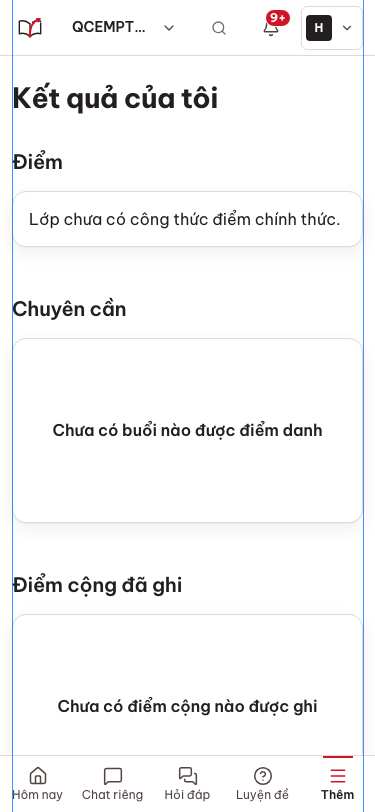 QCEMPT...
9+
H
Kết quả của tôi
Điểm
Lớp chưa có công thức điểm chính thức.
Chuyên cần
Chưa có buổi nào được điểm danh
Điểm cộng đã ghi
Chưa có điểm cộng nào được ghi
Hôm nay
Chat riêng
Hỏi đáp
Luyện đề
Thêm